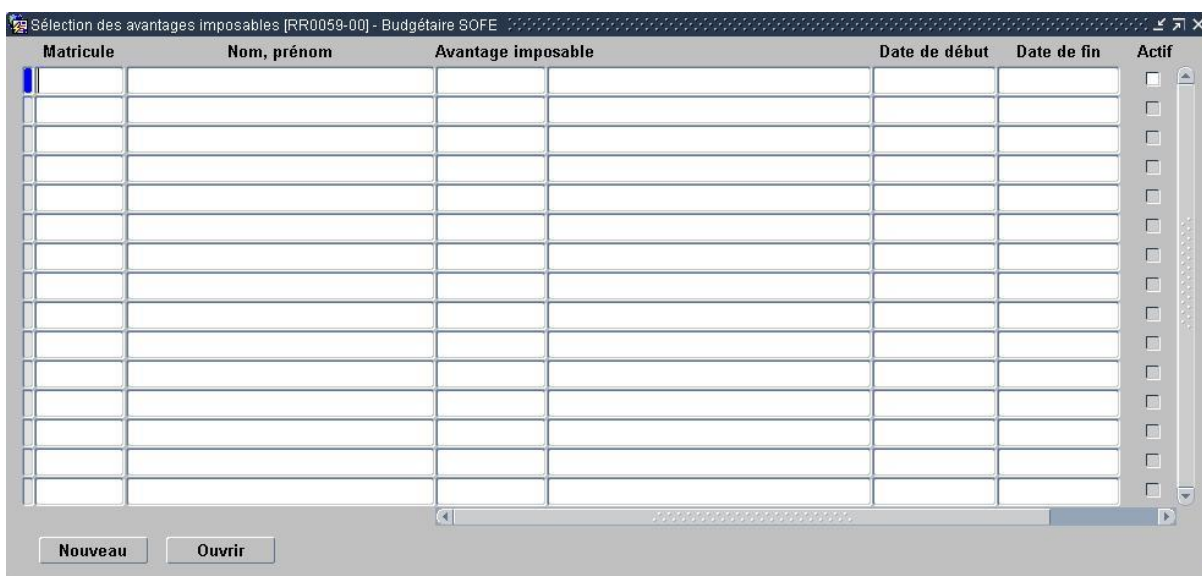 Sélection des avantages imposables [RR0059-00] - Budgétaire SOFE
Matricule Nom, prénom Avantage imposable Date de début Date de fin Actif
Nouveau Ouvrir